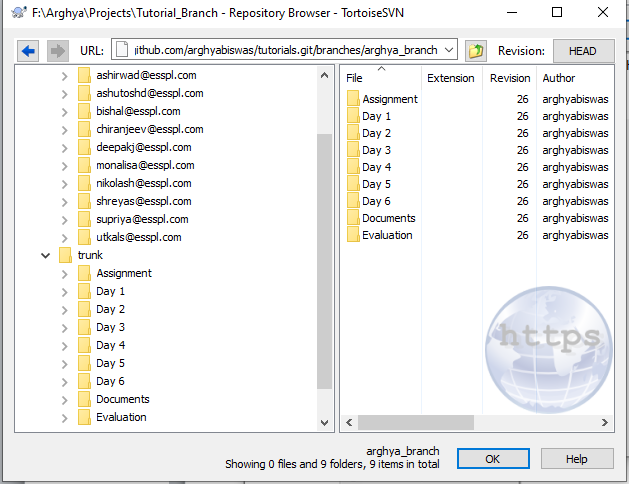 F:\Arghya\Projects\Tutorial_Branch - Repository Browser - TortoiseSVN
URL: github.com/arghyabiswas/tutorials.git/branches/arghya_branch Revision: HEAD
ashirwad@esspl.com
ashutoshd@esspl.com
bishal@esspl.com
chiranjeev@esspl.com
deepakj@esspl.com
monalisa@esspl.com
nikolash@esspl.com
shreyas@esspl.com
supriya@esspl.com
utkals@esspl.com
trunk
Assignment
Day 1
Day 2
Day 3
Day 4
Day 5
Day 6
Documents
Evaluation
File Extension Revision Author
Assignment 26 arghyabiswas
Day 1 26 arghyabiswas
Day 2 26 arghyabiswas
Day 3 26 arghyabiswas
Day 4 26 arghyabiswas
Day 5 26 arghyabiswas
Day 6 26 arghyabiswas
Documents 26 arghyabiswas
Evaluation 26 arghyabiswas
https
arghya_branch
Showing 0 files and 9 folders, 9 items in total
OK Help